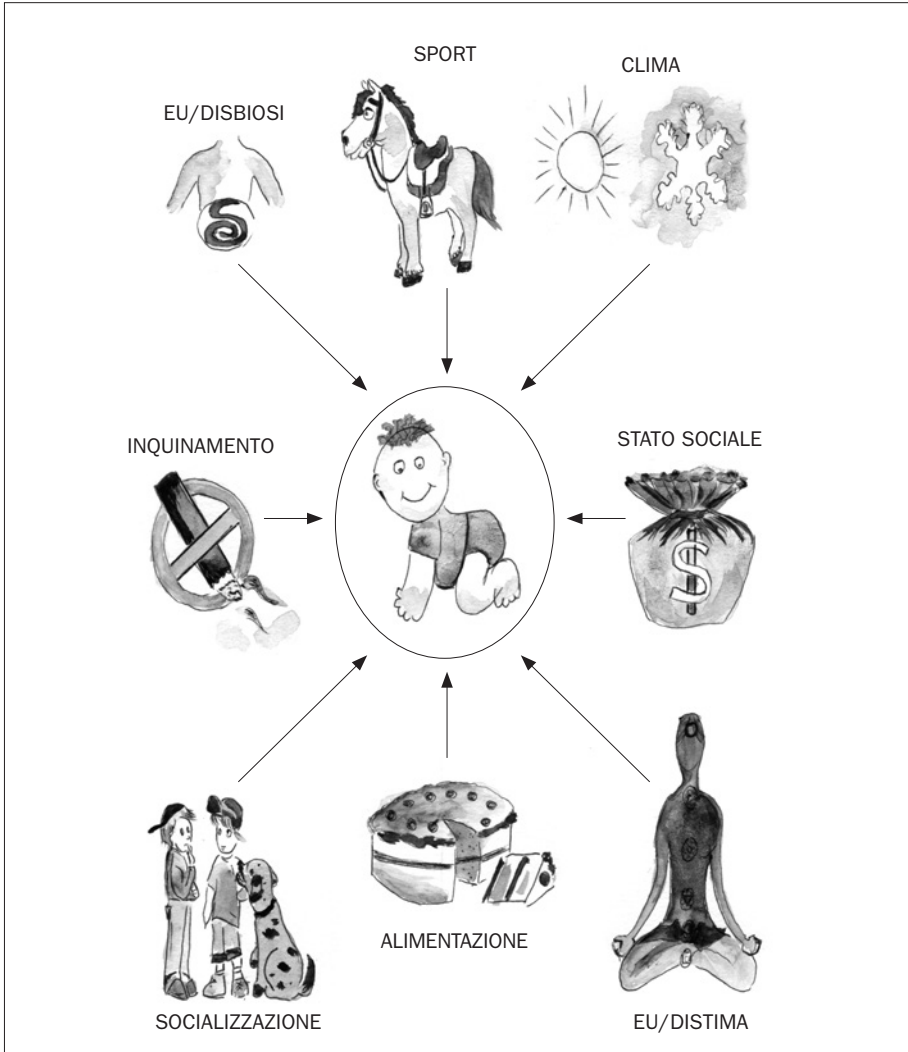 SPORT
CLIMA
EU/DISBIOSI
INQUINAMENTO
STATO SOCIALE
$
ALIMENTAZIONE
SOCIALIZZAZIONE
EU/DISTIMA